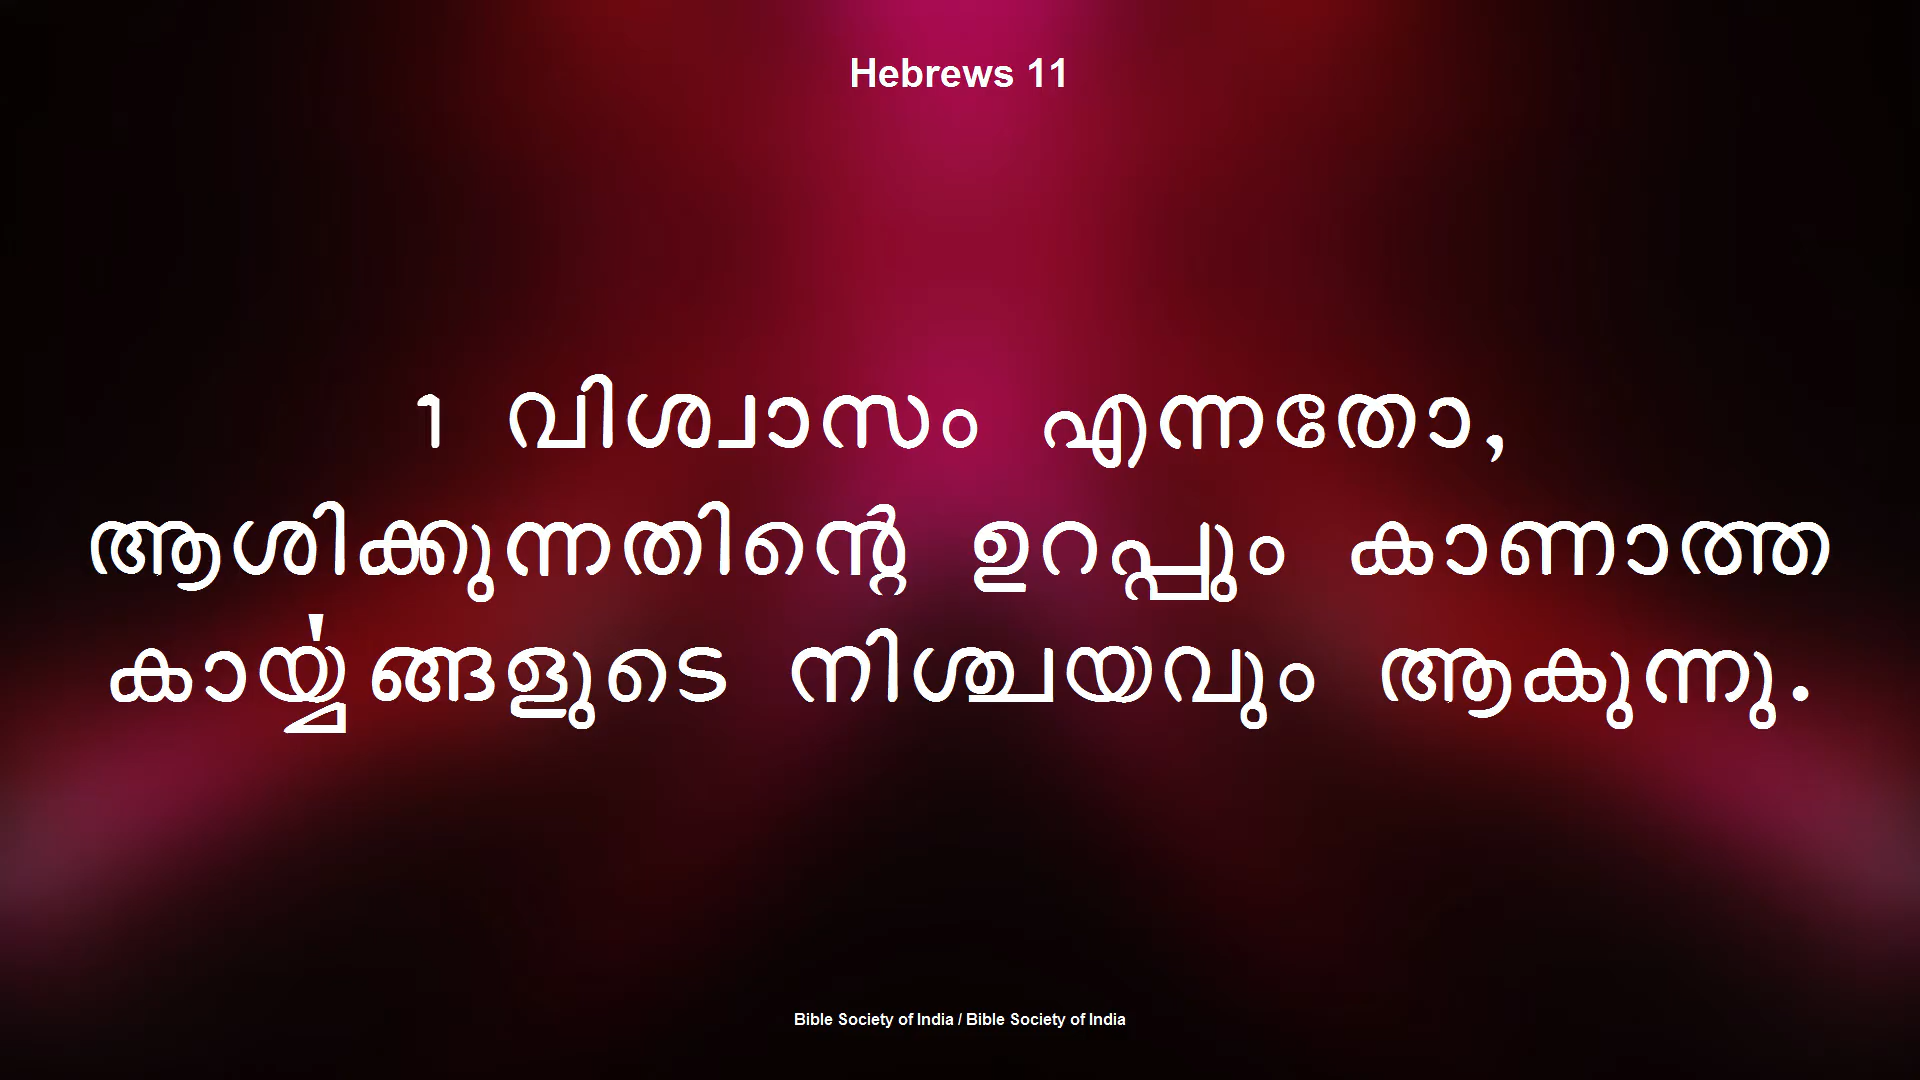 Hebrews 11
1 വിശ്വാസം എന്നതോ,
ആശിക്കുന്നതിന്റെ ഉറപ്പും കാണാത്ത
കാൎയ്യങ്ങളുടെ നിശ്ചയവും ആകുന്നു.
Bible Society of India / Bible Society of India